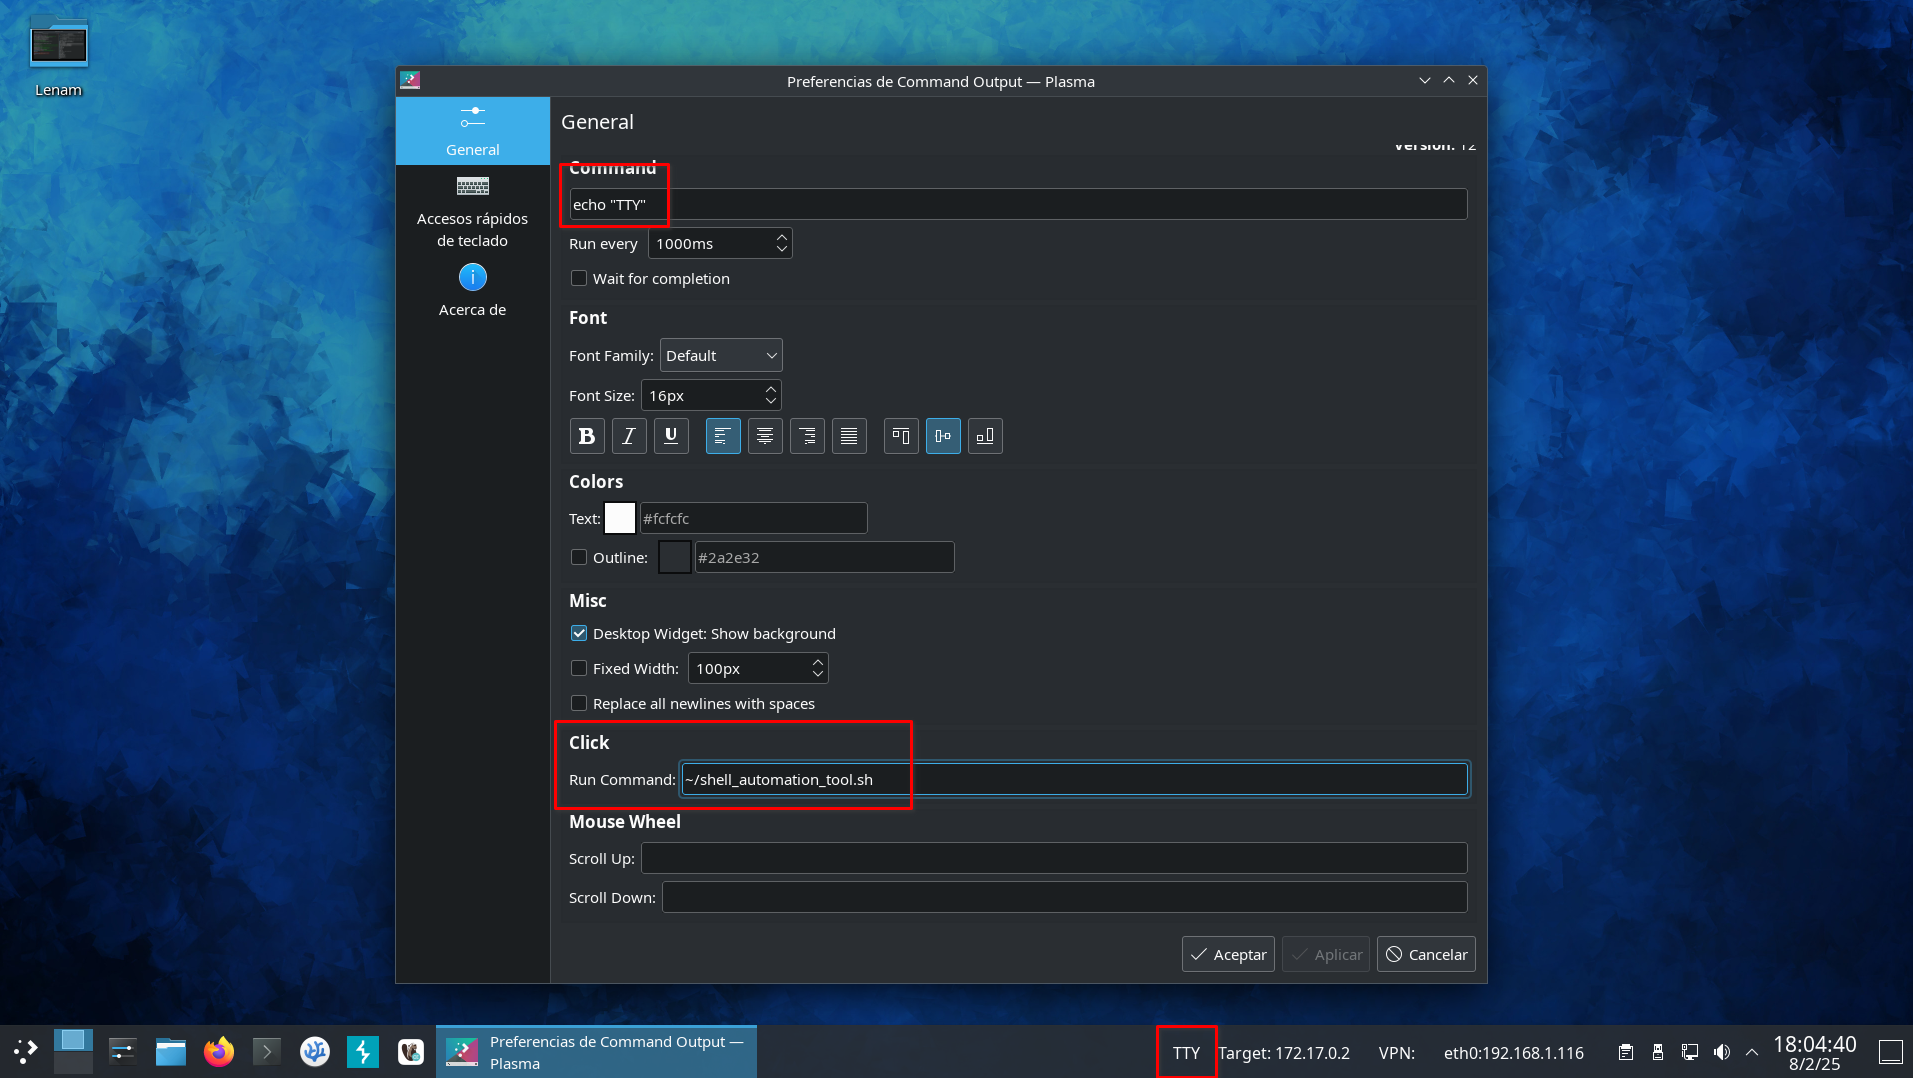 Lenam
Preferencias de Command Output — Plasma
General
Accesos rápidos
de teclado
Acerca de
General
Version: 12
Command
echo "TTY"
Run every 1000ms
Wait for completion
Font
Font Family: Default
Font Size: 16px
B I U
Colors
Text: #fcfcfc
Outline: #2a2e32
Misc
Desktop Widget: Show background
Fixed Width: 100px
Replace all newlines with spaces
Click
Run Command: ~/shell_automation_tool.sh
Mouse Wheel
Scroll Up:
Scroll Down:
Aceptar Aplicar Cancelar
Preferencias de Command Output —
Plasma
TTY Target: 172.17.0.2 VPN: eth0:192.168.1.116
18:04:40
8/2/25